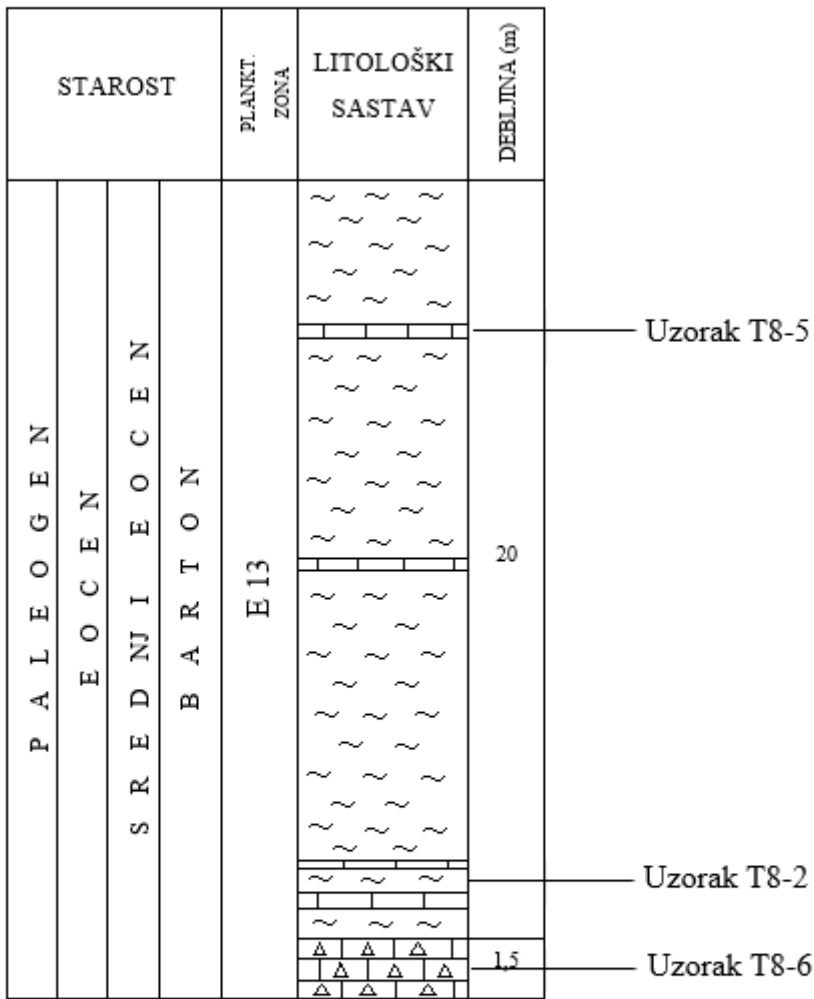 STAROST
PLANKT.
ZONA
LITOLOŠKI
SASTAV
DEBLJINA (m)
PALEOGEN
EOCEN
SREDNJI EOCEN
BARTON
E 13
20
1,5
Uzorak T8-5
Uzorak T8-2
Uzorak T8-6